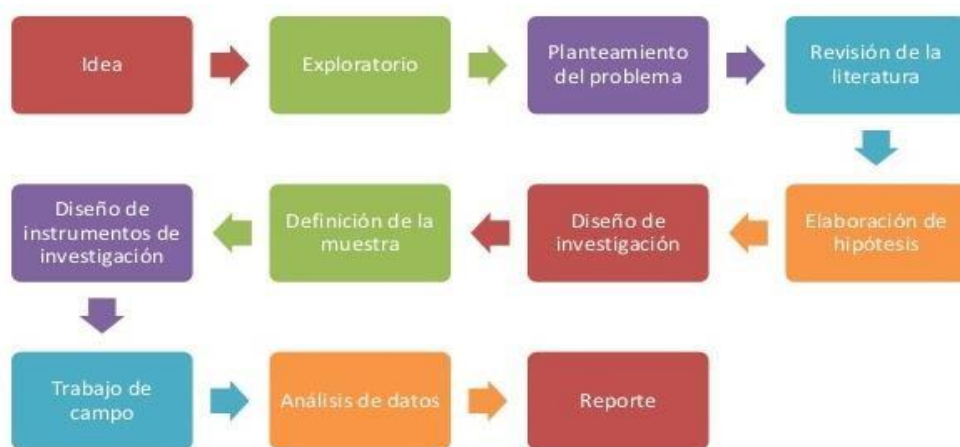 Idea
Exploratorio
Planteamiento
del problema
Revisión de la
literatura
Elaboración de
hipótesis
Diseño de
investigación
Definición de la
muestra
Diseño de
instrumentos de
investigación
Trabajo de
campo
Análisis de datos
Reporte